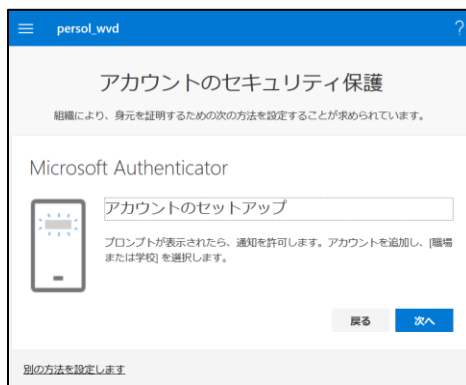 persol_wvd ?
アカウントのセキュリティ保護
組織により、身元を証明するための次の方法を設定することが求められています。
Microsoft Authenticator
アカウントのセットアップ
プロンプトが表示されたら、通知を許可します。アカウントを追加し、[職場
または学校] を選択します。
戻る 次へ
別の方法を設定します